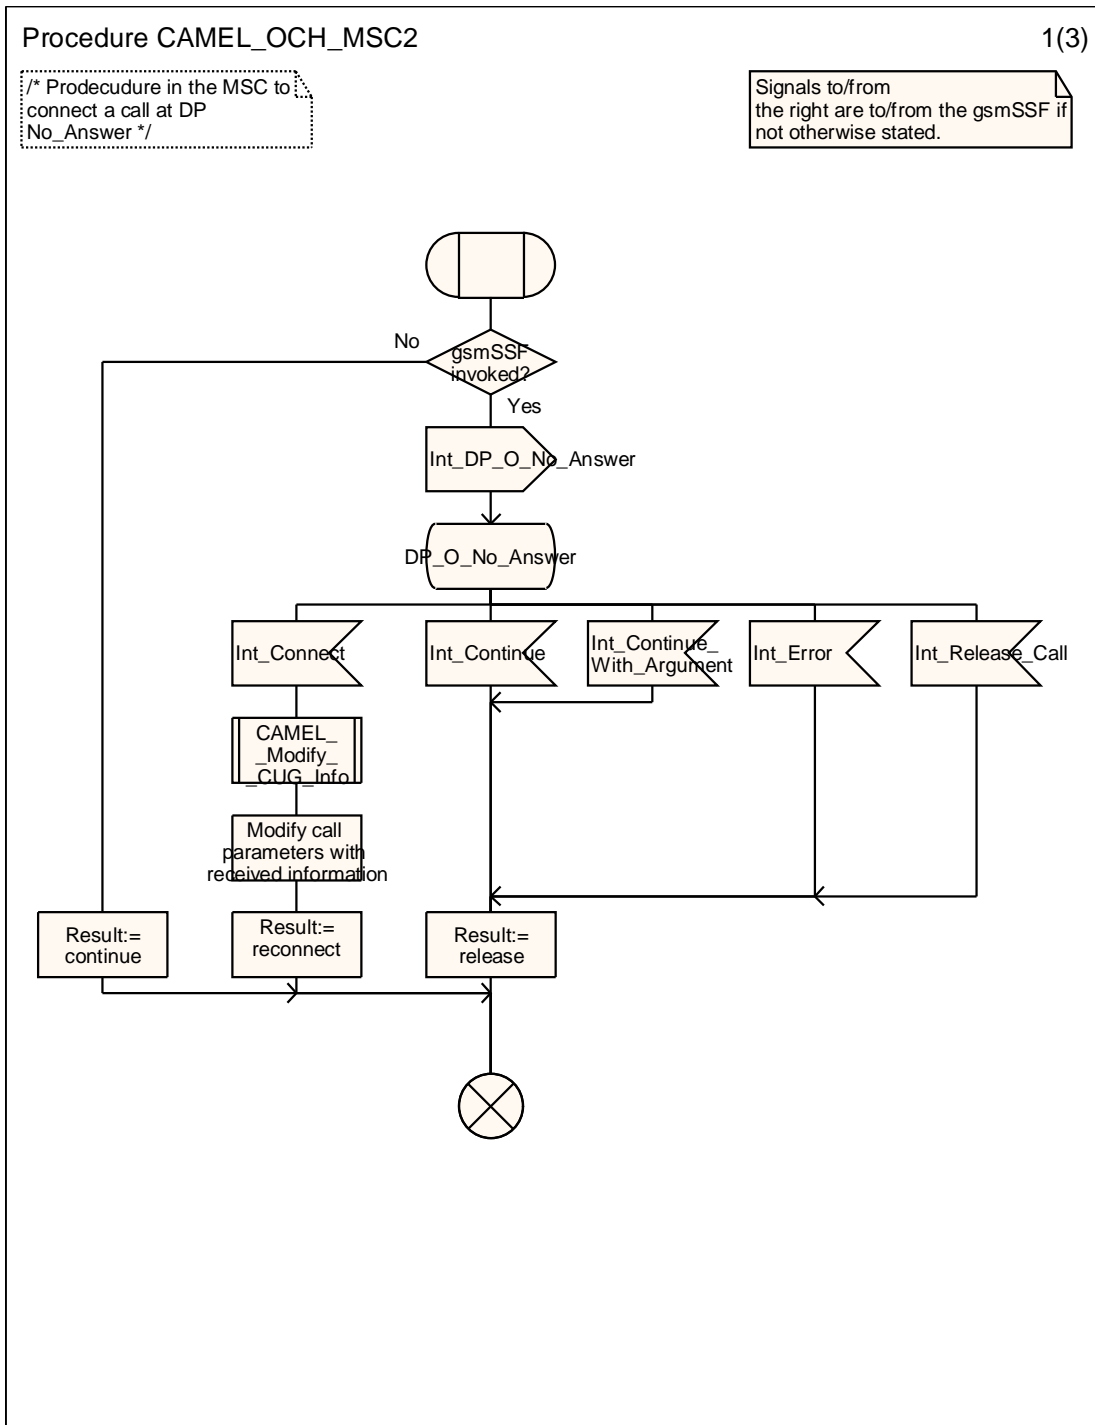 Procedure CAMEL_OCH_MSC2
1(3)
/* Prodecudure in the MSC to
connect a call at DP
No_Answer */
Signals to/from
the right are to/from the gsmSSF if
not otherwise stated.
No
gsmSSF
invoked?
Yes
Int_DP_O_No_Answer
DP_O_No_Answer
Int_Connect
Int_Continue
Int_Continue_
With_Argument
Int_Error
Int_Release_Call
CAMEL_
_Modify_
_CUG_Info
Modify call
parameters with
received information
Result:=
continue
Result:=
reconnect
Result:=
release